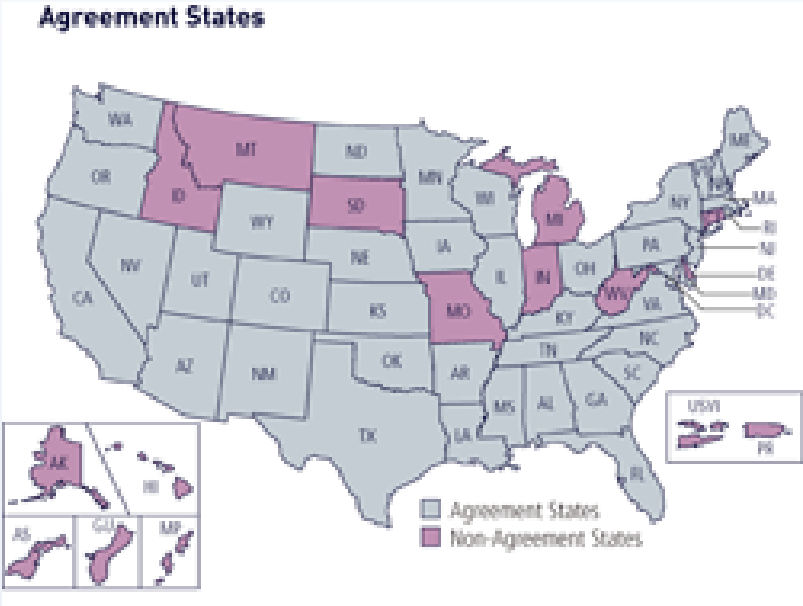 Agreement States
WA
MT
ND
MN
ME
OR
ID
SD
WI
MI
NY
MA
RI
WY
IA
PA
NJ
NV
UT
NE
IL
IN
OH
DE
CA
CO
KS
MO
WV
VA
MD
DC
KY
NC
AZ
NM
OK
AR
TN
SC
TX
LA
MS
AL
GA
FL
USVI
PR
AK
HI
AS
GU
MP
Agreement States
Non-Agreement States